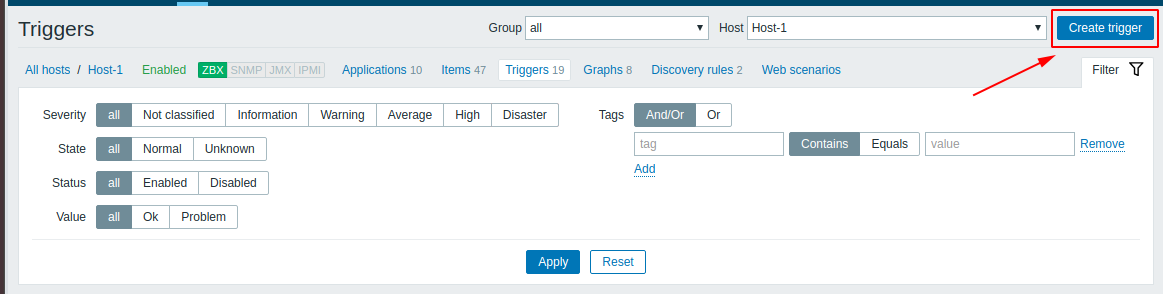 Triggers Group all Host Host-1 Create trigger
All hosts / Host-1 Enabled ZBX SNMP JMX IPMI Applications 10 Items 47 Triggers 19 Graphs 8 Discovery rules 2 Web scenarios Filter
Severity all Not classified Information Warning Average High Disaster Tags And/Or Or
State all Normal Unknown tag Contains Equals value Remove
Add
Status all Enabled Disabled
Value all Ok Problem
Apply Reset